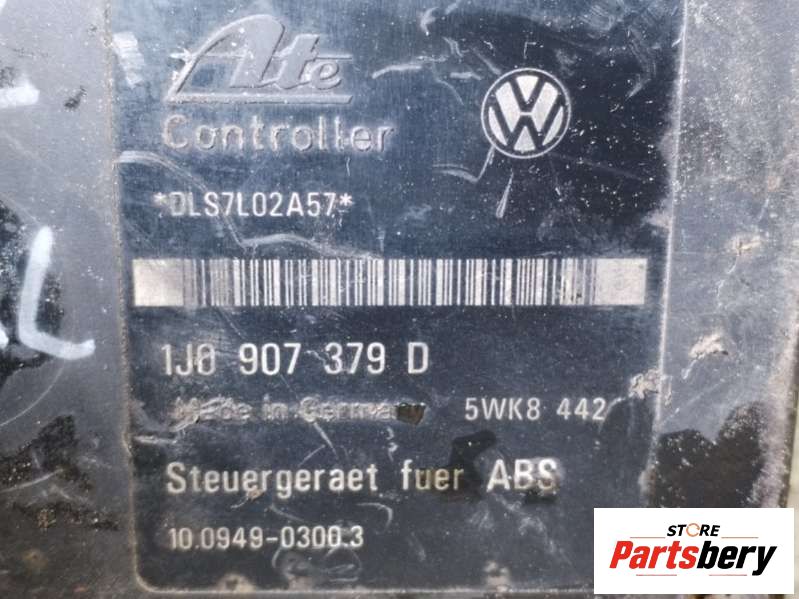 Ate
Controller
VW
*DLS7L02A57*
1J0 907 379 D
Made in Germany 5WK8 442
Steuergeraet fuer ABS
10.0949-0300.3
L
STORE
Partsbery